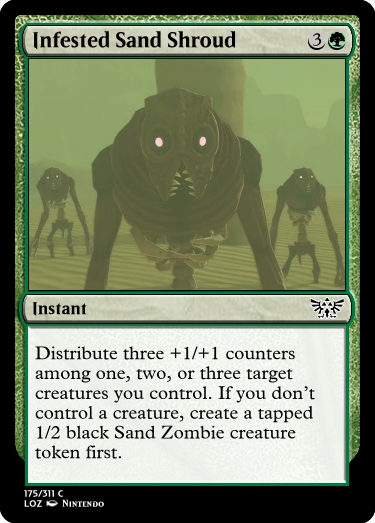 Infested Sand Shroud 3
Instant
Distribute three +1/+1 counters
among one, two, or three target
creatures you control. If you don't
control a creature, create a tapped
1/2 black Sand Zombie creature
token first.
175/311 C
LOZ Nintendo